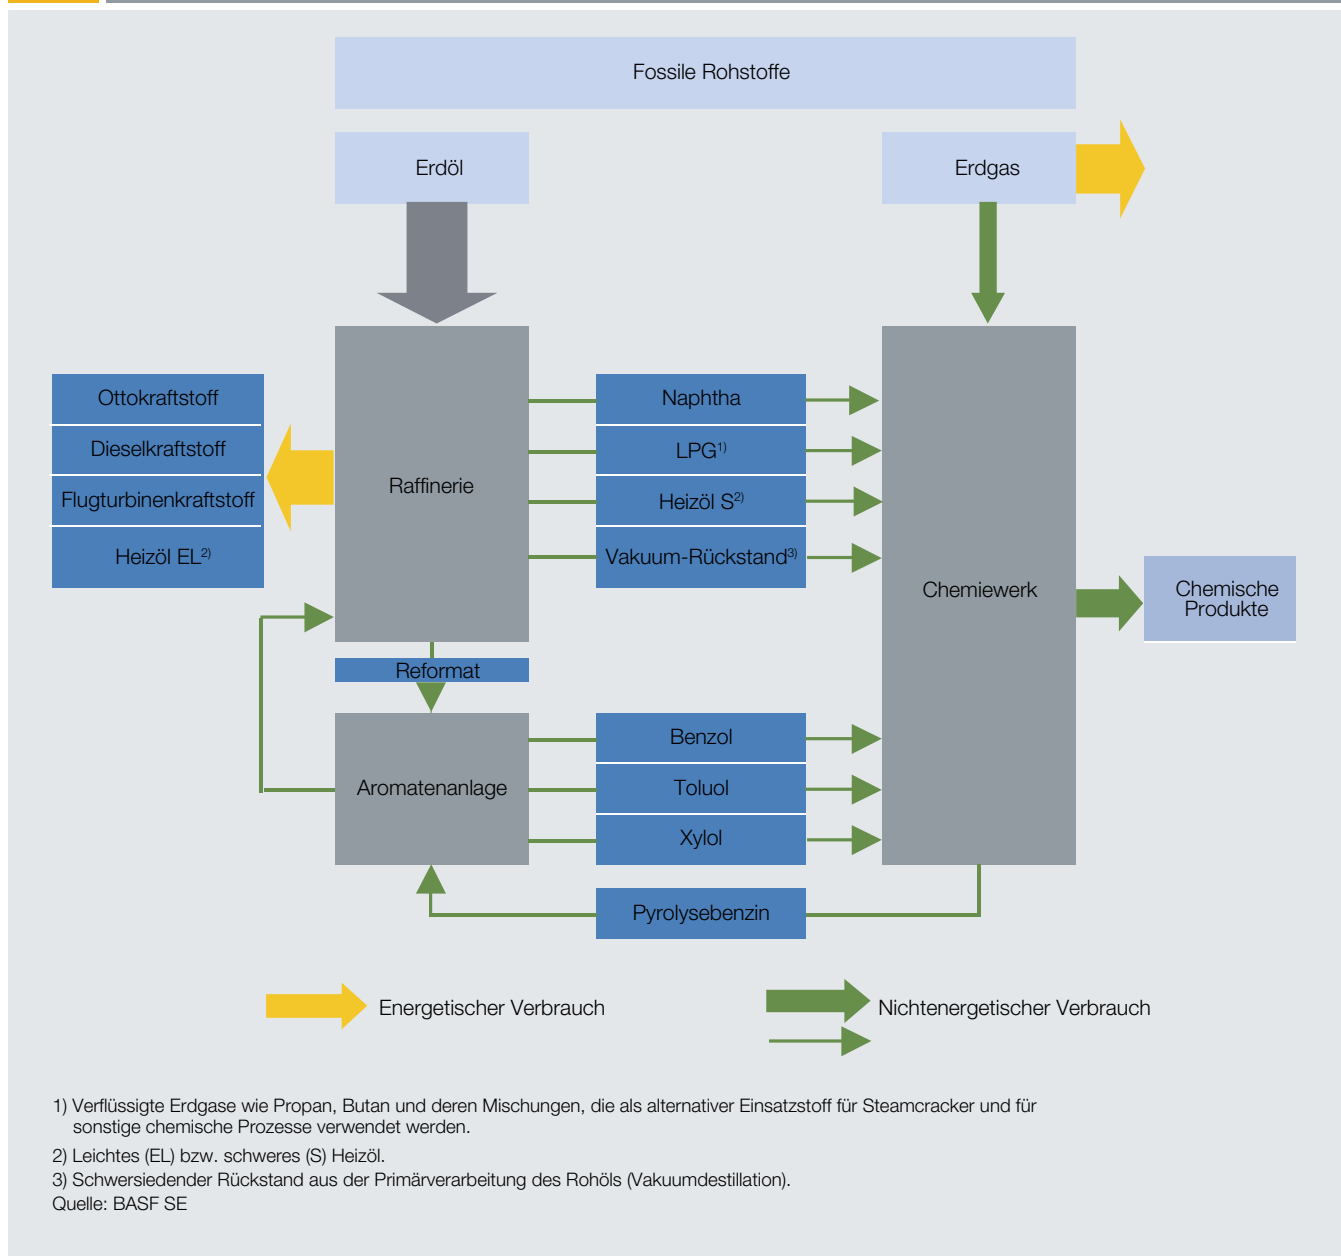 Fossile Rohstoffe
Erdöl
Erdgas
Ottokraftstoff
Dieselkraftstoff
Flugturbinenkraftstoff
Heizöl EL²⁾
Raffinerie
Naphtha
LPG¹⁾
Heizöl S²⁾
Vakuum-Rückstand³⁾
Chemiewerk
Chemische
Produkte
Reformat
Aromatenanlage
Benzol
Toluol
Xylol
Pyrolysebenzin
Energetischer Verbrauch
Nichtenergetischer Verbrauch
1) Verflüssigte Erdgase wie Propan, Butan und deren Mischungen, die als alternativer Einsatzstoff für Steamcracker und für
sonstige chemische Prozesse verwendet werden.
2) Leichtes (EL) bzw. schweres (S) Heizöl.
3) Schwersiedender Rückstand aus der Primärverarbeitung des Rohöls (Vakuumdestillation).
Quelle: BASF SE